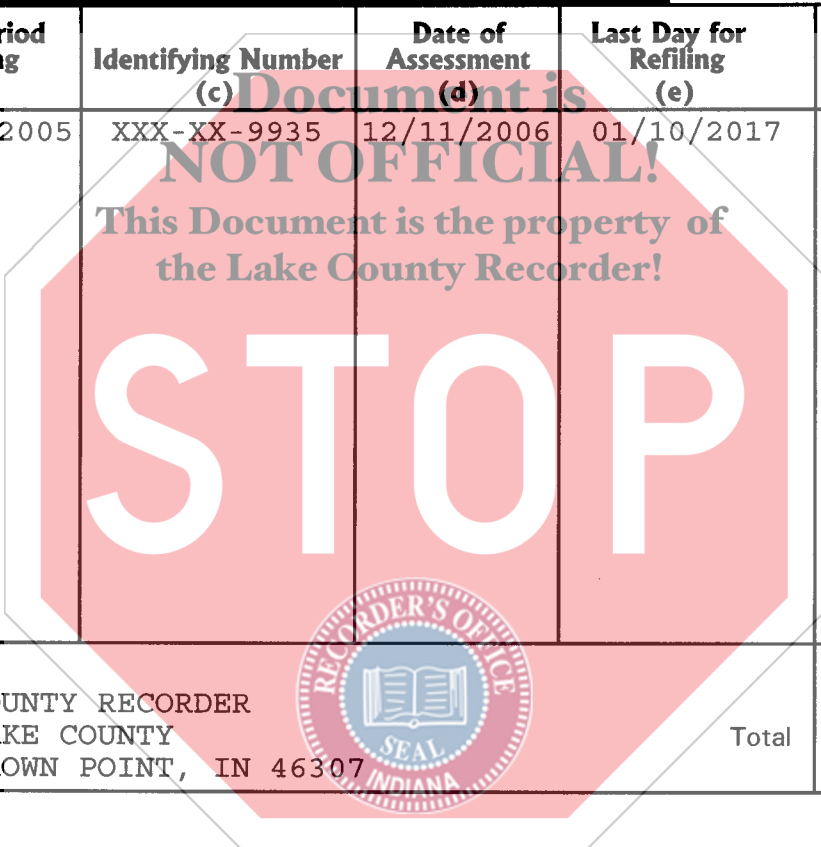 riod
g
Identifying Number
(c)
Date of
Assessment
(d)
Last Day for
Refiling
(e)
2005 XXX-XX-9935 12/11/2006 01/10/2017
Document is
NOT OFFICIAL!
This Document is the property of
the Lake County Recorder!
STOP
RECORDER'S OFFICE
SEAL
INDIANA
UNTY RECORDER
KE COUNTY
OWN POINT, IN 46307
Total